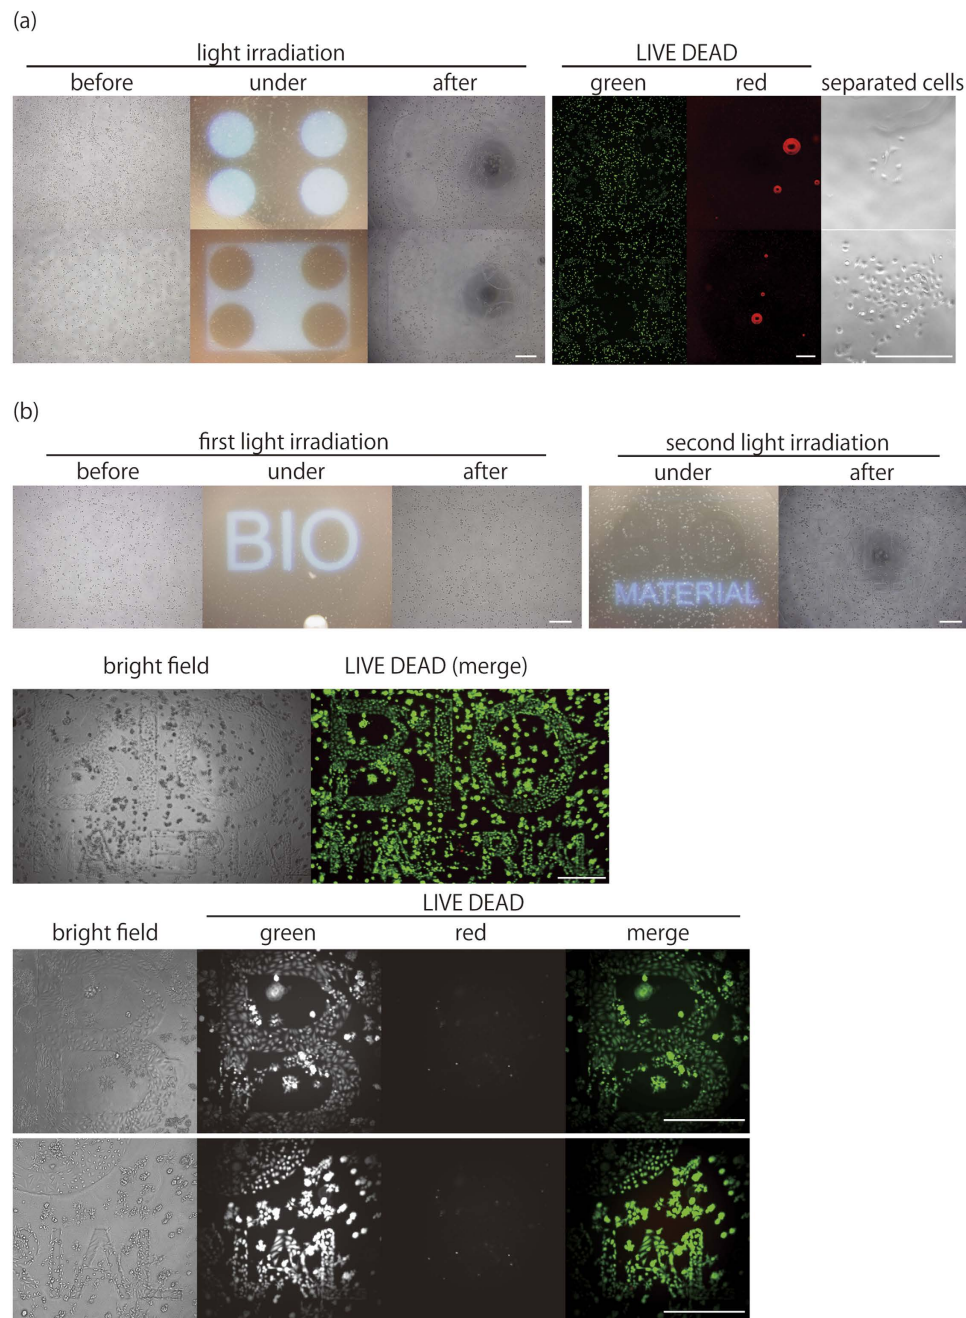 (a)
light irradiation
LIVE DEAD
before under after green red separated cells
(b)
first light irradiation
second light irradiation
before under after under after
BIO
MATERIAL
bright field LIVE DEAD (merge)
BIO
LIVE DEAD
bright field green red merge
B
B
B
IAL